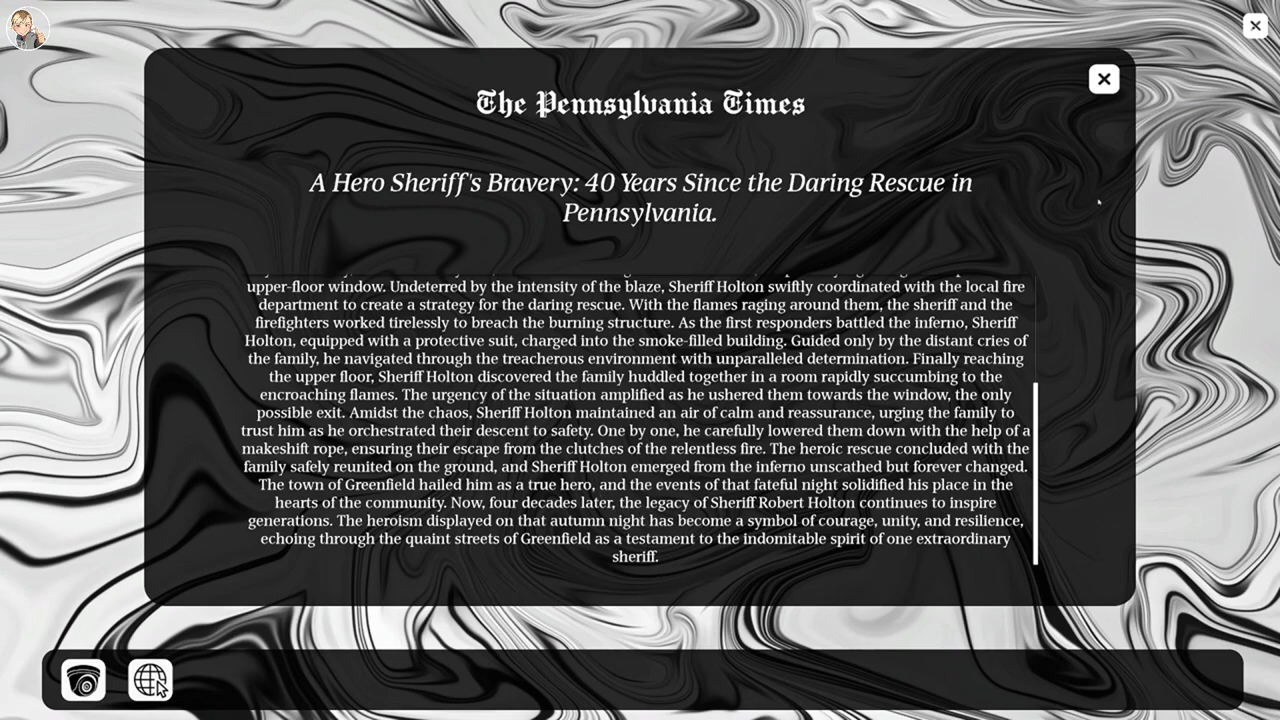 The Pennsylvania Times
A Hero Sheriff's Bravery: 40 Years Since the Daring Rescue in
Pennsylvania.
upper-floor window. Undeterred by the intensity of the blaze, Sheriff Holton swiftly coordinated with the local fire
department to create a strategy for the daring rescue. With the flames raging around them, the sheriff and the
firefighters worked tirelessly to breach the burning structure. As the first responders battled the inferno, Sheriff
Holton, equipped with a protective suit, charged into the smoke-filled building. Guided only by the distant cries of
the family, he navigated through the treacherous environment with unparalleled determination. Finally reaching
the upper floor, Sheriff Holton discovered the family huddled together in a room rapidly succumbing to the
encroaching flames. The urgency of the situation amplified as he ushered them towards the window, the only
possible exit. Amidst the chaos, Sheriff Holton maintained an air of calm and reassurance, urging the family to
trust him as he orchestrated their descent to safety. One by one, he carefully lowered them down with the help of a
makeshift rope, ensuring their escape from the clutches of the relentless fire. The heroic rescue concluded with the
family safely reunited on the ground, and Sheriff Holton emerged from the inferno unscathed but forever changed.
The town of Greenfield hailed him as a true hero, and the events of that fateful night solidified his place in the
hearts of the community. Now, four decades later, the legacy of Sheriff Robert Holton continues to inspire
generations. The heroism displayed on that autumn night has become a symbol of courage, unity, and resilience,
echoing through the quaint streets of Greenfield as a testament to the indomitable spirit of one extraordinary
sheriff.